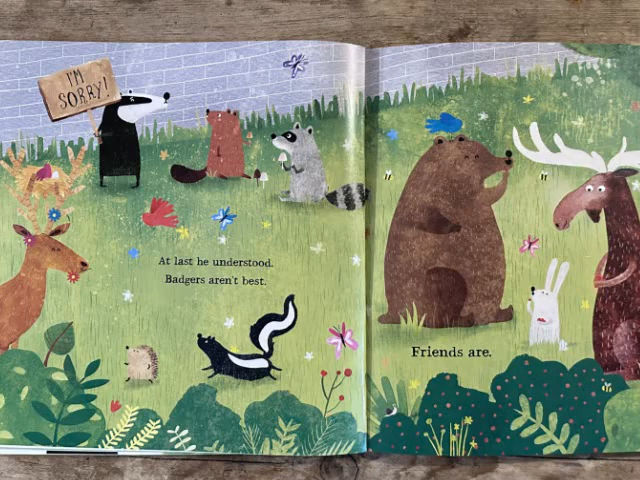 I'M
SORRY!
At last he understood.
Badgers aren't best.
Friends are.